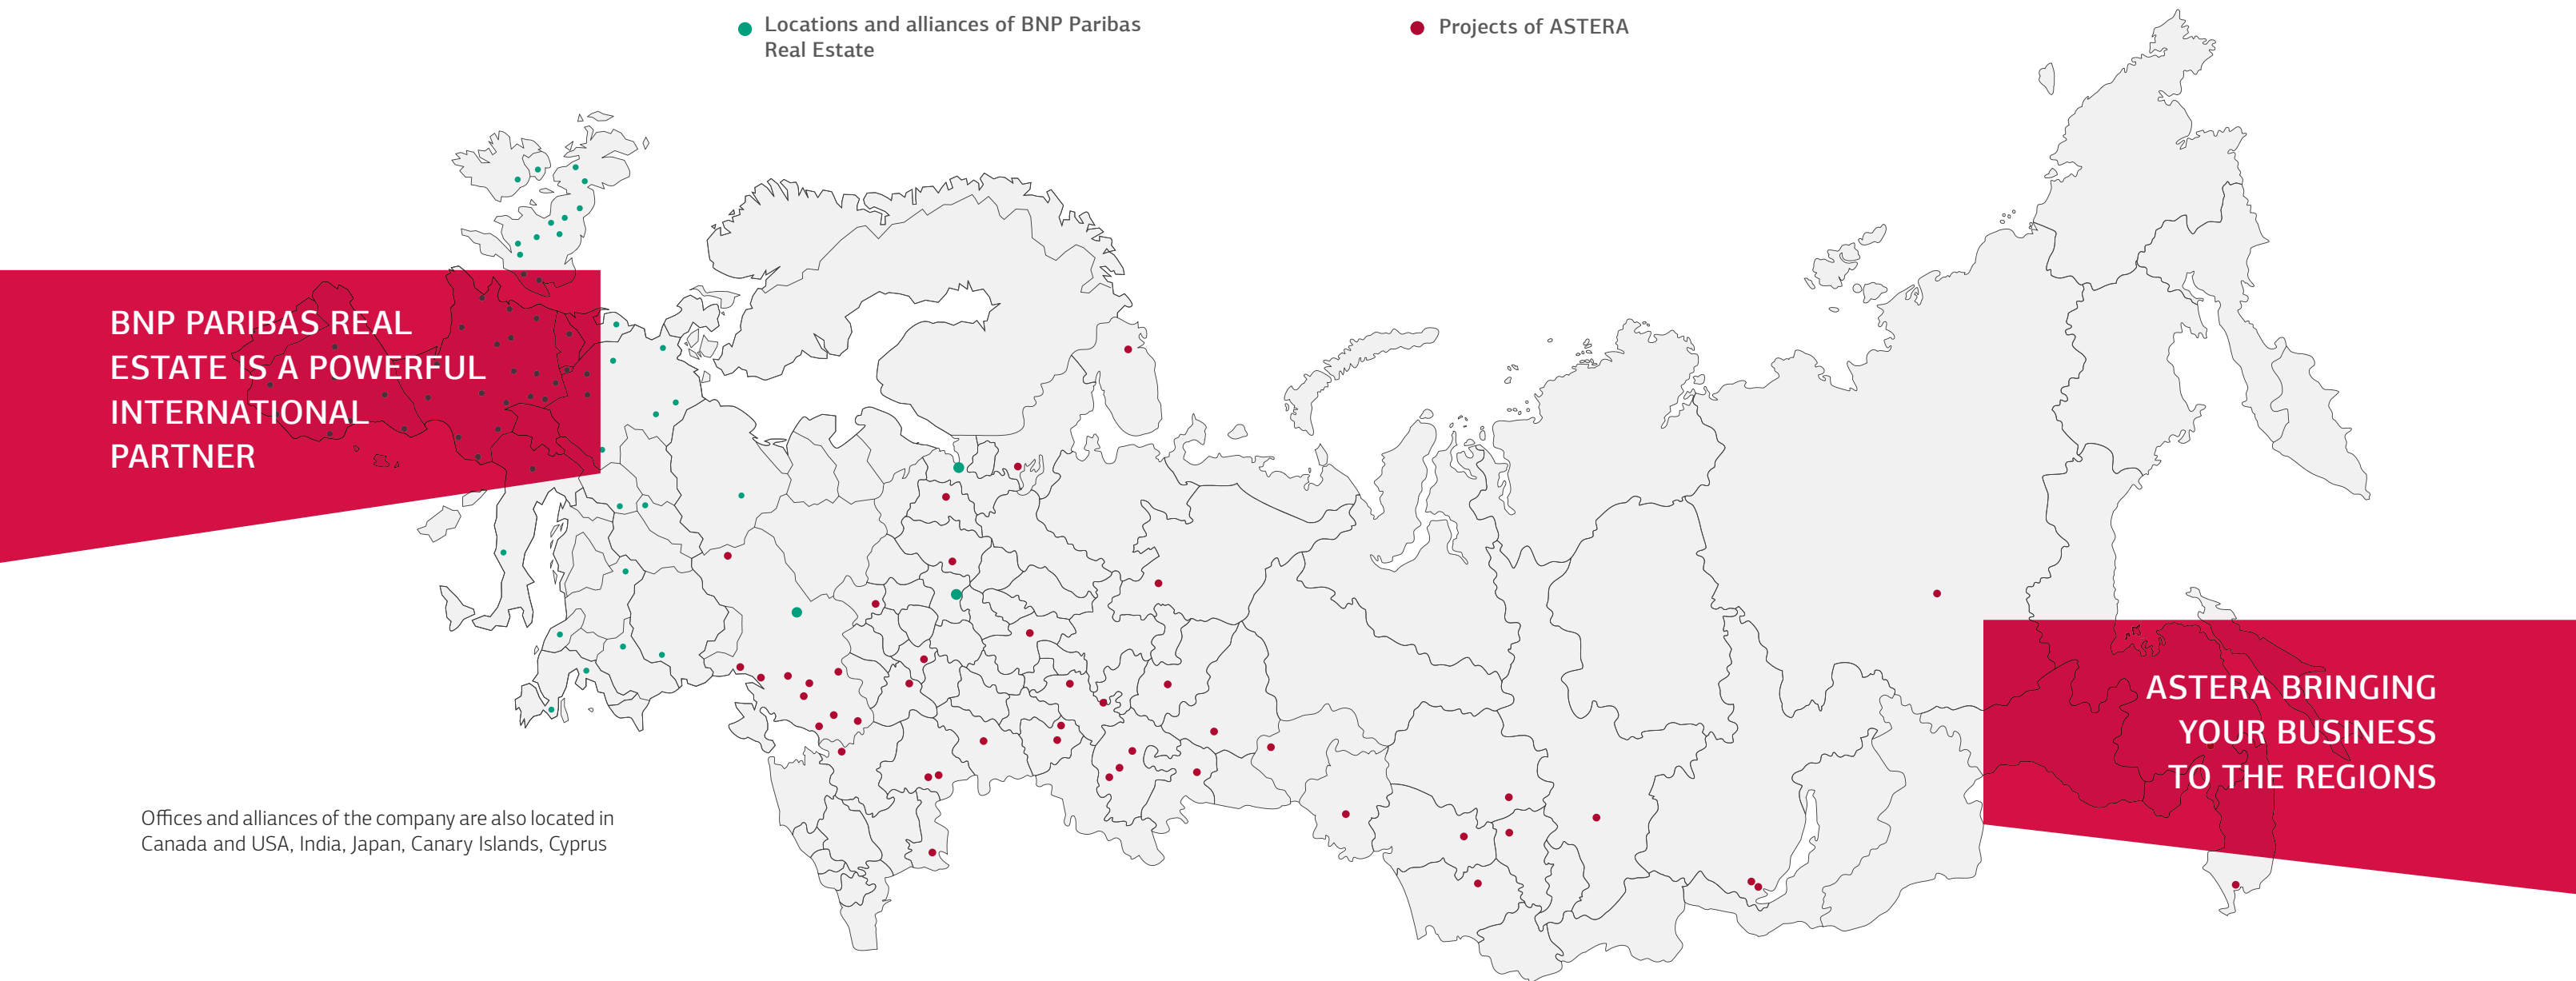 Locations and alliances of BNP Paribas
Real Estate
Projects of ASTERA
BNP PARIBAS REAL
ESTATE IS A POWERFUL
INTERNATIONAL
PARTNER
ASTERA BRINGING
YOUR BUSINESS
TO THE REGIONS
Offices and alliances of the company are also located in
Canada and USA, India, Japan, Canary Islands, Cyprus